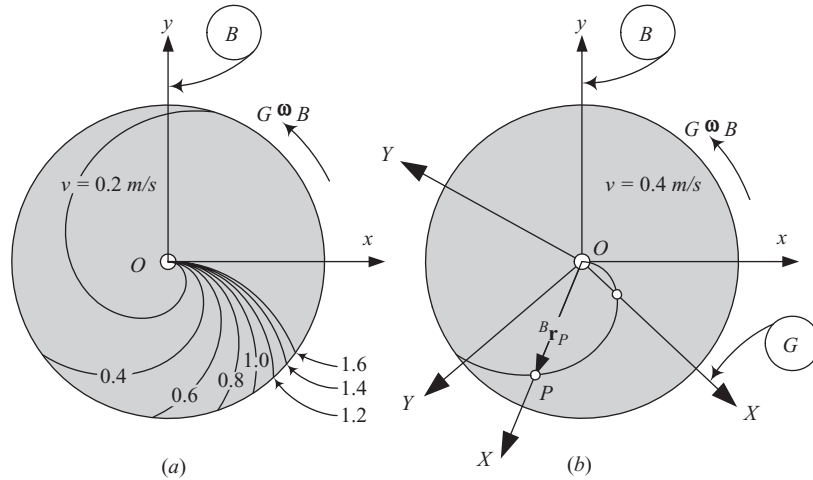 y
B
G ω B
v = 0.2 m/s
x
O
0.4
0.6
0.8
1.0
1.6
1.4
1.2
(a)
y
B
G ω B
Y
v = 0.4 m/s
x
O
B r P
G
Y
P
X
X
(b)